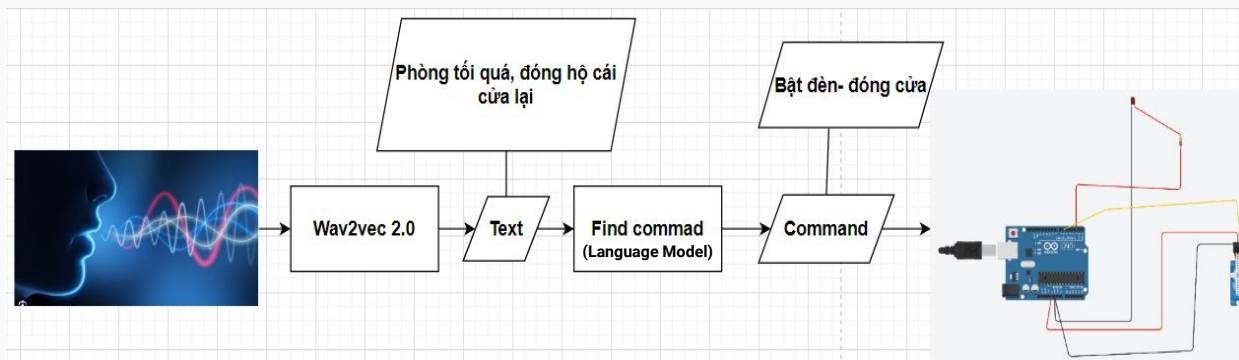 Phòng tối quá, đóng hộ cái
cửa lại
Bật đèn- đóng cửa
Wav2vec 2.0
Text
Find commad
(Language Model)
Command